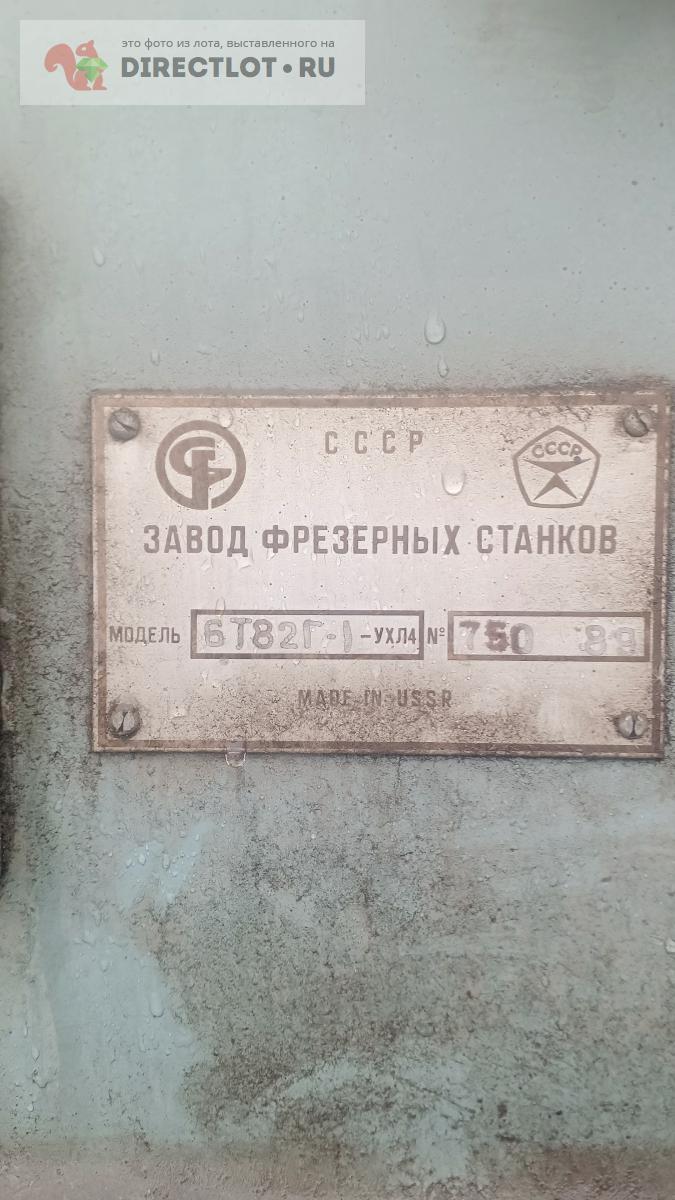 это фото из лота, выставленного на
DIRECTLOT.RU
СССР
СССР
ЗАВОД ФРЕЗЕРНЫХ СТАНКОВ
МОДЕЛЬ 6Т82Г-1-УХЛ4 № 750 89
MADE IN USSR